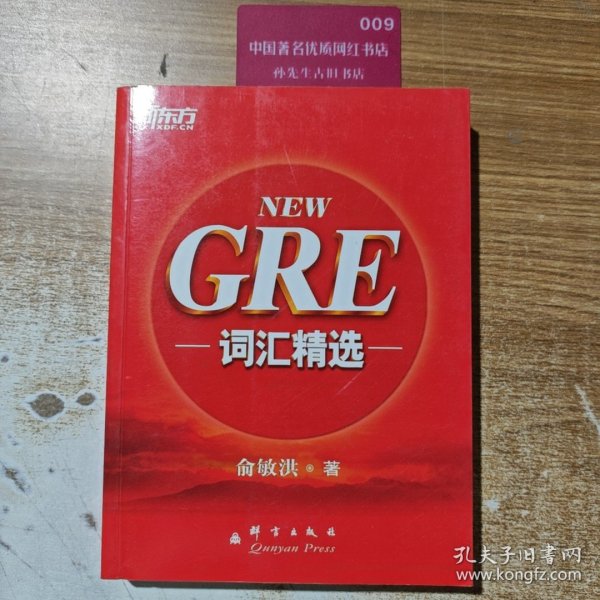 009
中国著名优质网红书店
孙先生古旧书店
新东方
XDF.CN
NEW
GRE
词汇精选
俞敏洪·著
群言出版社
Qunyan Press
孔夫子旧书网
www.kongfz.com